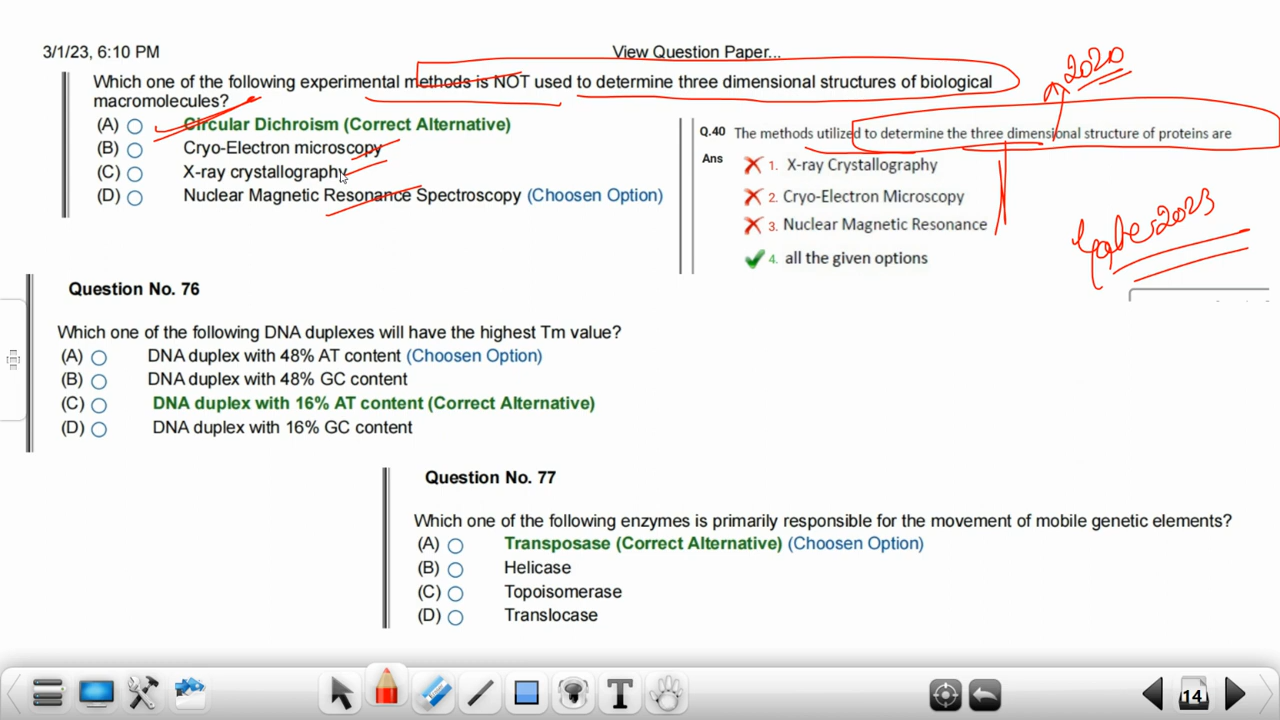 3/1/23, 6:10 PM
View Question Paper...
Which one of the following experimental methods is NOT used to determine three dimensional structures of biological
macromolecules?
(A) Circular Dichroism (Correct Alternative)
(B) Cryo-Electron microscopy
(C) X-ray crystallography
(D) Nuclear Magnetic Resonance Spectroscopy (Choosen Option)
2020
Q.40 The methods utilized to determine the three dimensional structure of proteins are
Ans 1. X-ray Crystallography
2. Cryo-Electron Microscopy
3. Nuclear Magnetic Resonance
4. all the given options
2023
Question No. 76
Which one of the following DNA duplexes will have the highest Tm value?
(A) DNA duplex with 48% AT content (Choosen Option)
(B) DNA duplex with 48% GC content
(C) DNA duplex with 16% AT content (Correct Alternative)
(D) DNA duplex with 16% GC content
Question No. 77
Which one of the following enzymes is primarily responsible for the movement of mobile genetic elements?
(A) Transposase (Correct Alternative) (Choosen Option)
(B) Helicase
(C) Topoisomerase
(D) Translocase
14